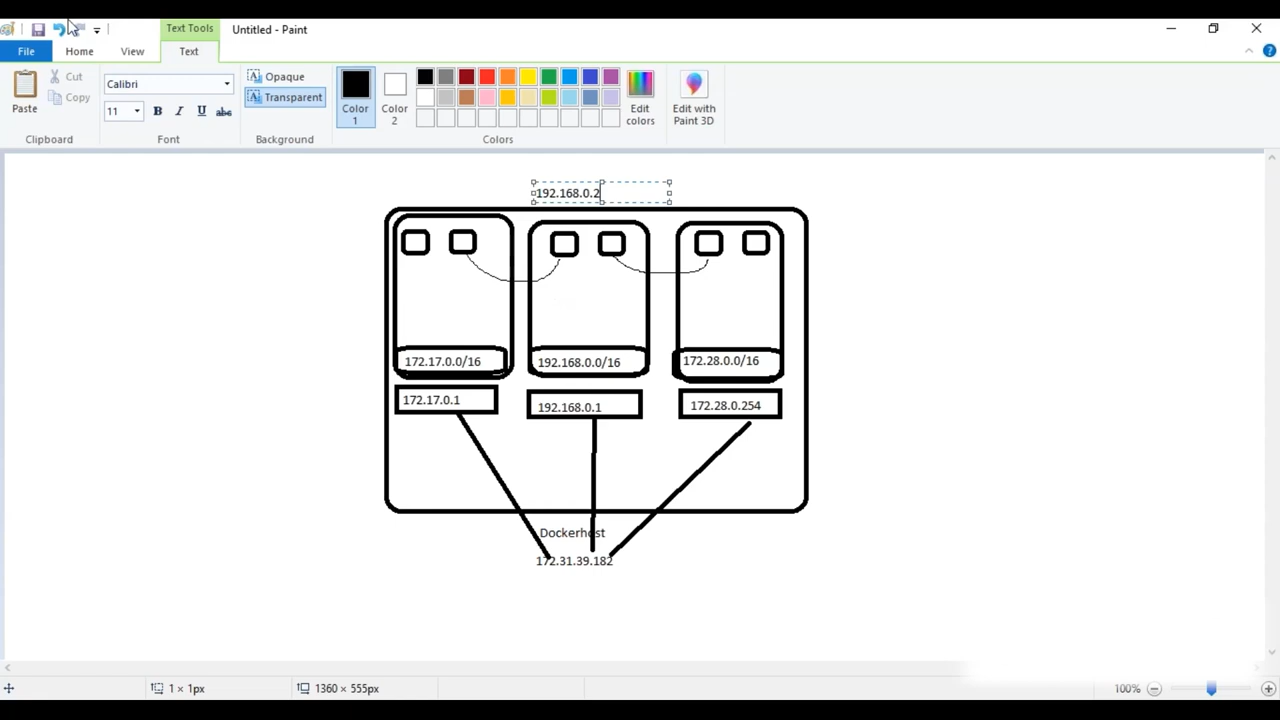 Text Tools
Untitled - Paint
File
Home
View
Text
Paste
Cut
Copy
Clipboard
Calibri
11
B I U abc
Font
Opaque
Transparent
Background
Color 1
Color 2
Edit colors
Colors
Edit with Paint 3D
192.168.0.2
172.17.0.0/16
192.168.0.0/16
172.28.0.0/16
172.17.0.1
192.168.0.1
172.28.0.254
Dockerhost
172.31.39.182
1 × 1px
1360 × 555px
100%